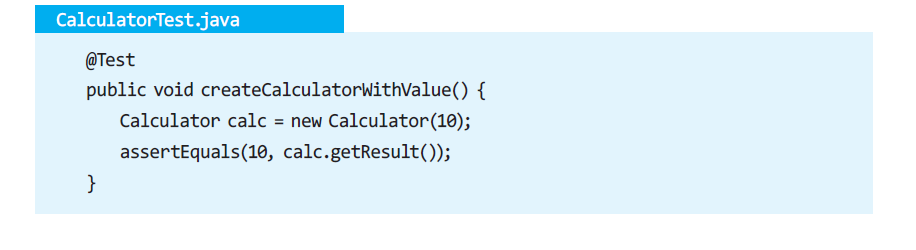 CalculatorTest.java
@Test
public void createCalculatorWithValue() {
Calculator calc = new Calculator(10);
assertEquals(10, calc.getResult());
}